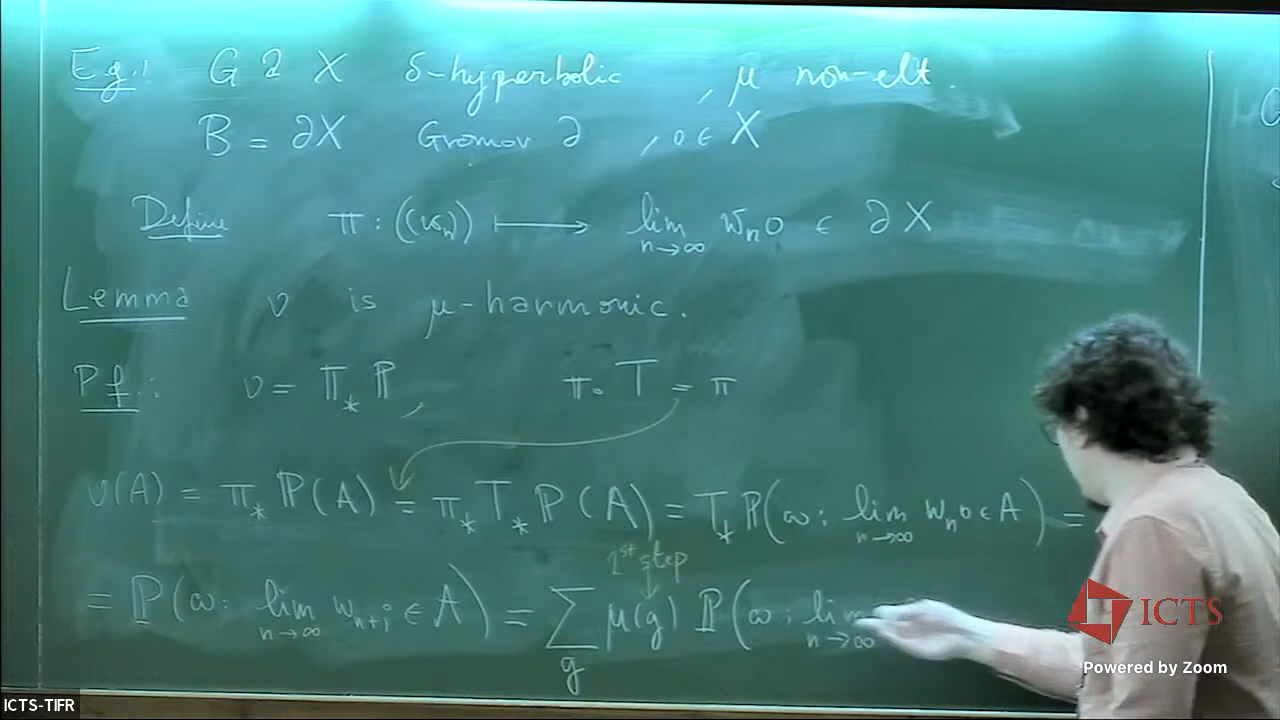 E.g.: G ↷ X δ-hyperbolic , μ non-elt.
B = ∂X Gromov ∂ , o ∈ X
Define π : ((w_n)) ⟼ lim_{n→∞} w_n o ∈ ∂X
Lemma ν is μ-harmonic.
Pf.: ν = π_* ℙ , π∘T = π
ν(A) = π_* ℙ(A) = π_* T_* ℙ(A) = T_* ℙ(ω : lim_{n→∞} w_n o ∈ A) =
1st step
= ℙ(ω : lim_{n→∞} w_{n+1} ∈ A) = Σ_g μ(g) ℙ(ω : lim_{n→∞}
ICTS
Powered by Zoom
ICTS-TIFR